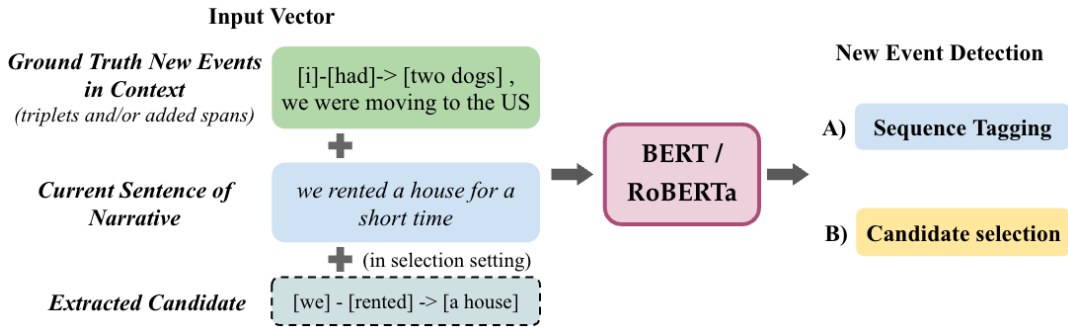 Input Vector
Ground Truth New Events
in Context
(triplets and/or added spans)
[i]-[had]-> [two dogs] ,
we were moving to the US
Current Sentence of
Narrative
we rented a house for a
short time
(in selection setting)
Extracted Candidate
[we] - [rented] -> [a house]
BERT /
RoBERTa
New Event Detection
A) Sequence Tagging
B) Candidate selection